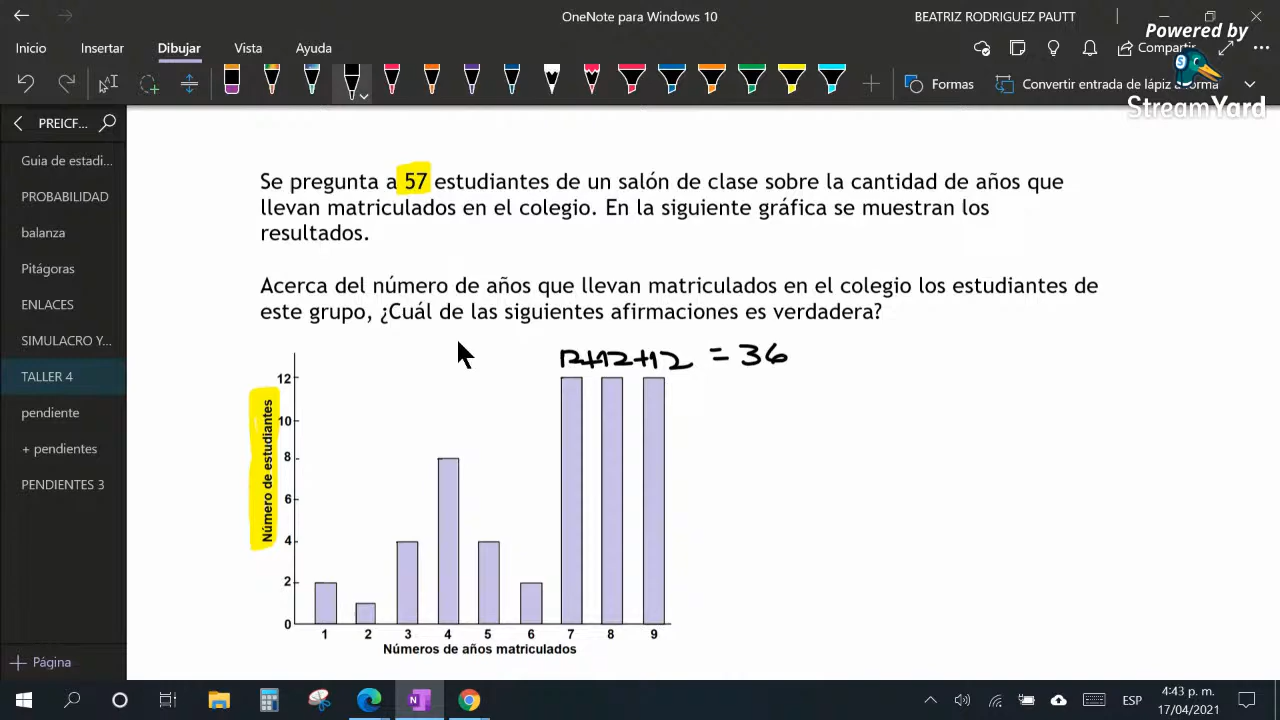 OneNote para Windows 10
BEATRIZ RODRIGUEZ PAUTT
Powered by
StreamYard
Inicio
Insertar
Dibujar
Vista
Ayuda
Compartir
Formas
Convertir entrada de lápiz a forma
PREICF...
Guia de estadi...
PROBABILIDAD
balanza
Pitágoras
ENLACES
SIMULACRO Y...
TALLER 4
pendiente
+ pendientes
PENDIENTES 3
Página
Se pregunta a 57 estudiantes de un salón de clase sobre la cantidad de años que
llevan matriculados en el colegio. En la siguiente gráfica se muestran los
resultados.
Acerca del número de años que llevan matriculados en el colegio los estudiantes de
este grupo, ¿Cuál de las siguientes afirmaciones es verdadera?
12+12+12 = 36
Número de estudiantes
12
10
8
6
4
2
0
1 2 3 4 5 6 7 8 9
Números de años matriculados
ESP
4:43 p. m.
17/04/2021